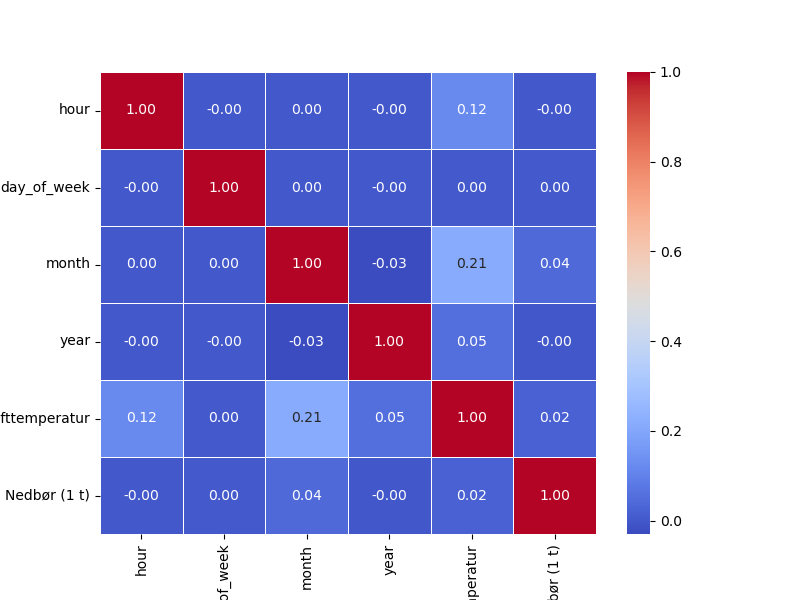 hour 1.00 -0.00 0.00 -0.00 0.12 -0.00
day_of_week -0.00 1.00 0.00 -0.00 0.00 0.00
month 0.00 0.00 1.00 -0.03 0.21 0.04
year -0.00 -0.00 -0.03 1.00 0.05 -0.00
fttemperatur 0.12 0.00 0.21 0.05 1.00 0.02
Nedbør (1 t) -0.00 0.00 0.04 -0.00 0.02 1.00
hour
of_week
month
year
peratur
bør (1 t)
1.0
0.8
0.6
0.4
0.2
0.0